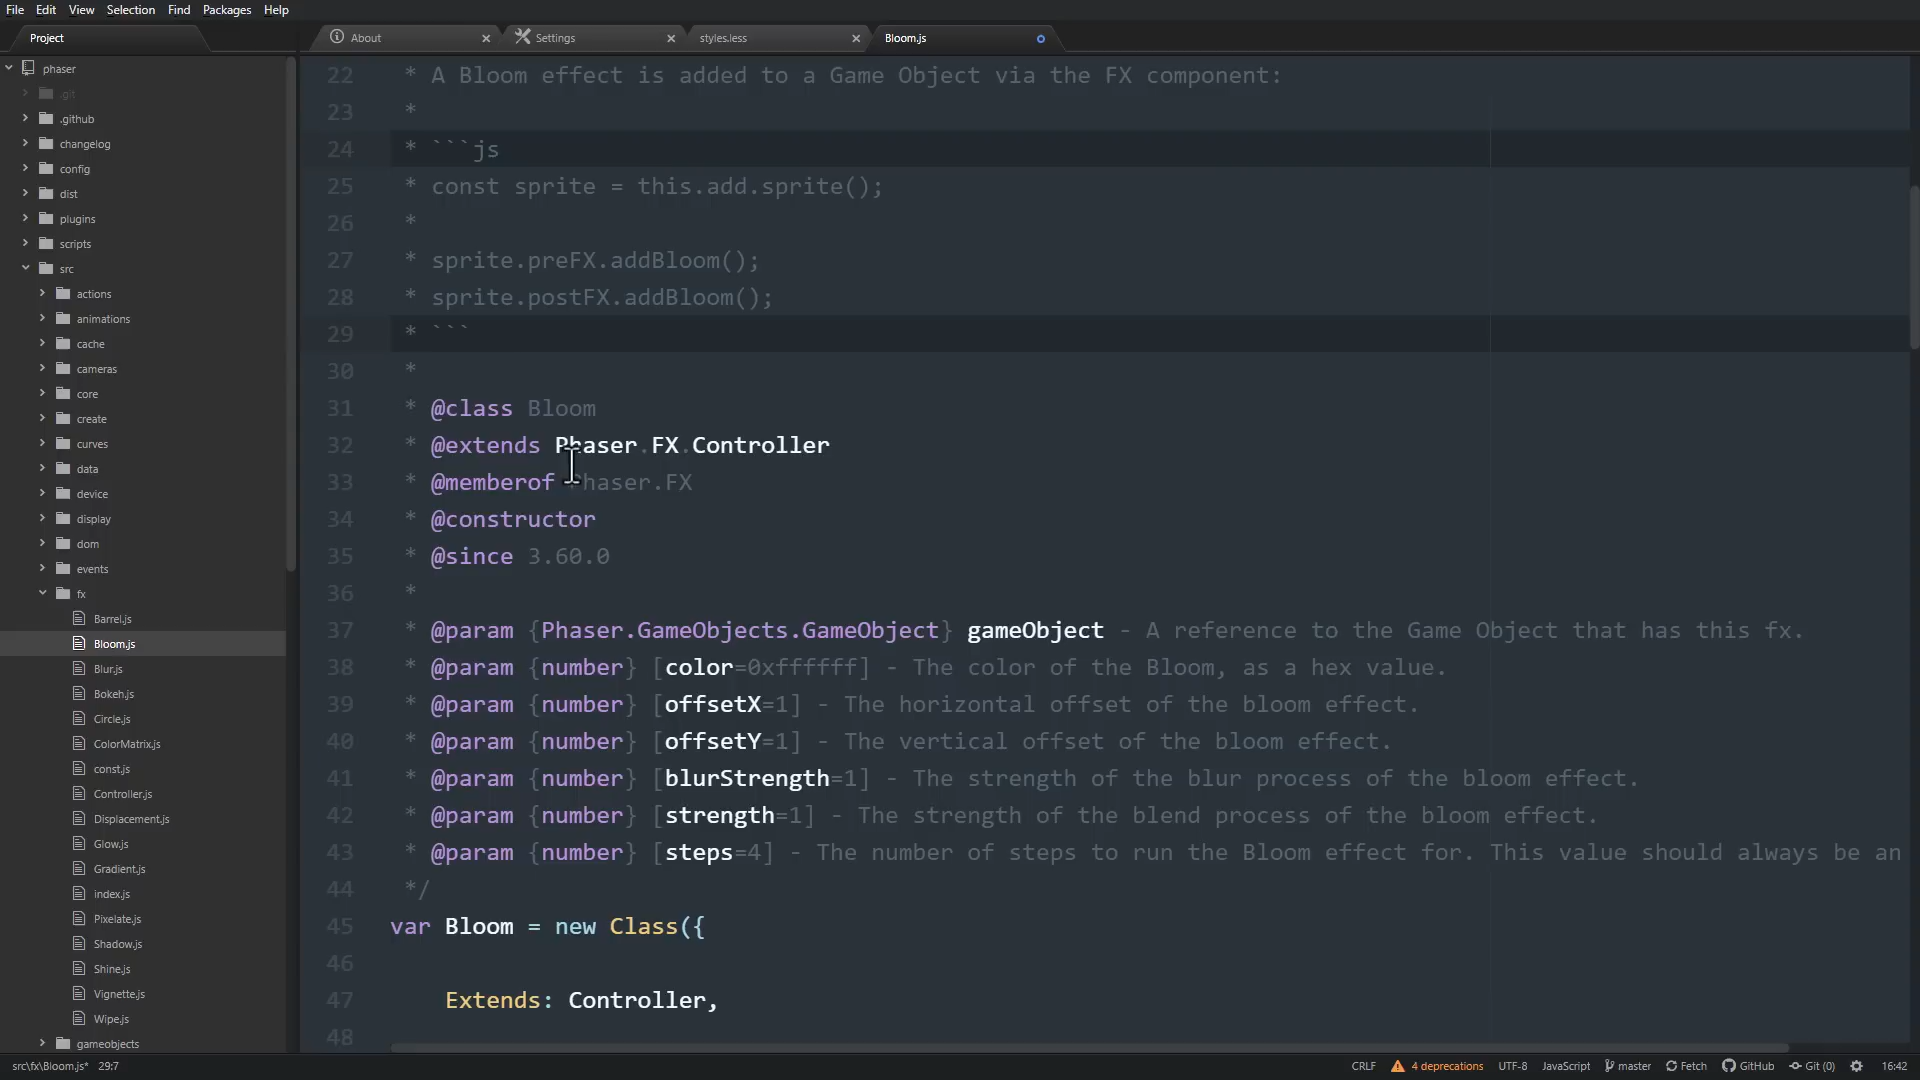 File Edit View Selection Find Packages Help
Project
About
Settings
styles.less
Bloom.js
phaser
.git
.github
changelog
config
dist
plugins
scripts
src
actions
animations
cache
cameras
core
create
curves
data
device
display
dom
events
fx
Barrel.js
Bloom.js
Blur.js
Bokeh.js
Circle.js
ColorMatrix.js
const.js
Controller.js
Displacement.js
Glow.js
Gradient.js
index.js
Pixelate.js
Shadow.js
Shine.js
Vignette.js
Wipe.js
gameobjects
22 * A Bloom effect is added to a Game Object via the FX component:
23 *
24 * ```js
25 * const sprite = this.add.sprite();
26 *
27 * sprite.preFX.addBloom();
28 * sprite.postFX.addBloom();
29 * ```
30 *
31 * @class Bloom
32 * @extends Phaser.FX.Controller
33 * @memberof Phaser.FX
34 * @constructor
35 * @since 3.60.0
36 *
37 * @param {Phaser.GameObjects.GameObject} gameObject - A reference to the Game Object that has this fx.
38 * @param {number} [color=0xffffff] - The color of the Bloom, as a hex value.
39 * @param {number} [offsetX=1] - The horizontal offset of the bloom effect.
40 * @param {number} [offsetY=1] - The vertical offset of the bloom effect.
41 * @param {number} [blurStrength=1] - The strength of the blur process of the bloom effect.
42 * @param {number} [strength=1] - The strength of the blend process of the bloom effect.
43 * @param {number} [steps=4] - The number of steps to run the Bloom effect for. This value should always be an
44 */
45 var Bloom = new Class({
46
47 Extends: Controller,
48
src\fx\Bloom.js* 29:7 CRLF 4 deprecations UTF-8 JavaScript master Fetch GitHub Git (0) 16:42